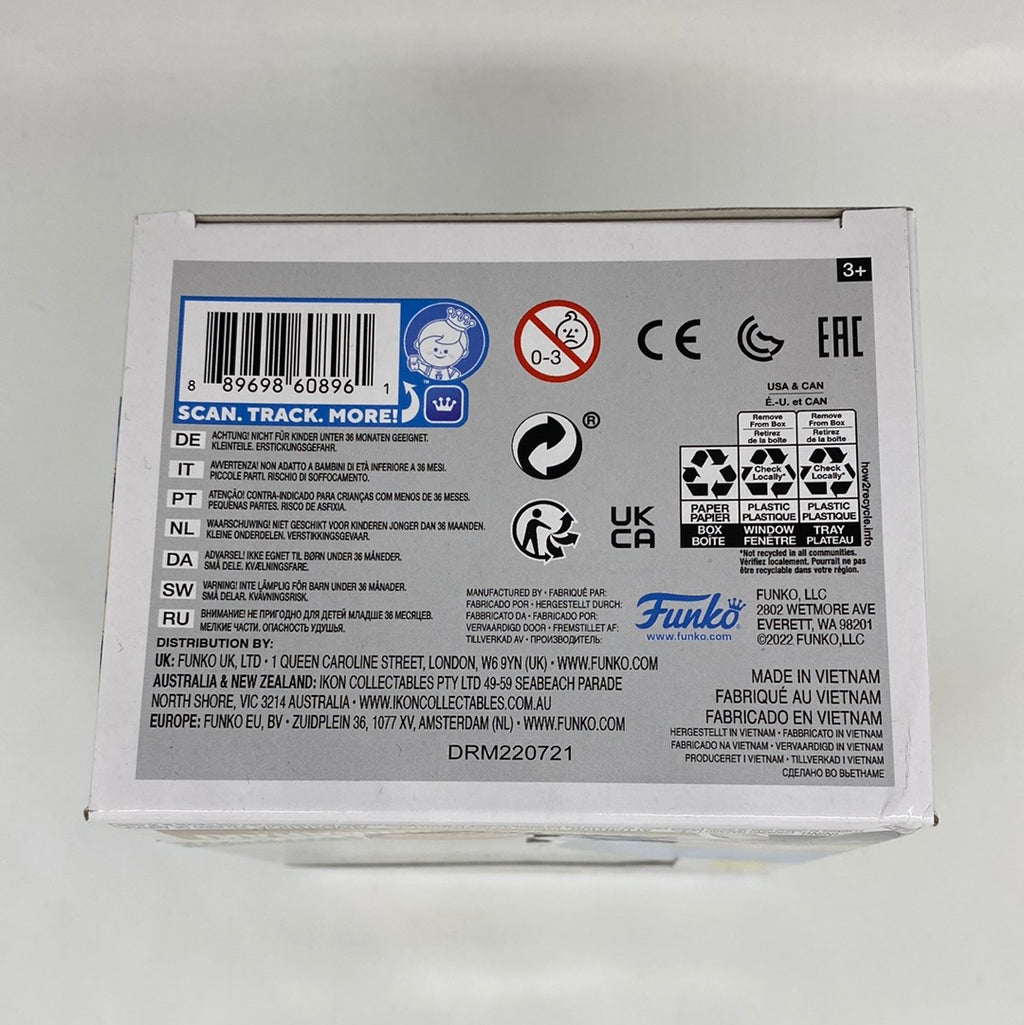 3+
8 89698 60896 1
SCAN. TRACK. MORE!
™
0-3
CE
EAC
®
UK
CA
USA & CAN
É.-U. et CAN
Remove From Box
Retirez de la boîte
Remove From Box
Retirez de la boîte
Check Locally*
Check Locally*
PAPER
PAPIER
BOX
BOÎTE
PLASTIC
PLASTIQUE
WINDOW
FENÊTRE
PLASTIC
PLASTIQUE
TRAY
PLATEAU
how2recycle.info
*Not recycled in all communities.
Vérifiez localement. Pourrait ne pas
être recyclable dans votre région.
DE ACHTUNG! NICHT FÜR KINDER UNTER 36 MONATEN GEEIGNET.
KLEINTEILE. ERSTICKUNGSGEFAHR.
IT AVVERTENZA! NON ADATTO A BAMBINI DI ETÀ INFERIORE A 36 MESI.
PICCOLE PARTI. RISCHIO DI SOFFOCAMENTO.
PT ATENÇÃO! CONTRA-INDICADO PARA CRIANÇAS COM MENOS DE 36 MESES.
PEQUENAS PARTES. RISCO DE ASFIXIA.
NL WAARSCHUWING! NIET GESCHIKT VOOR KINDEREN JONGER DAN 36 MAANDEN.
KLEINE ONDERDELEN. VERSTIKKINGSGEVAAR.
DA ADVARSEL! IKKE EGNET TIL BØRN UNDER 36 MÅNEDER.
SMÅ DELE. KVÆLNINGSFARE.
SW VARNING! INTE LÄMPLIG FÖR BARN UNDER 36 MÅNADER.
SMÅ DELAR. KVÄVNINGSRISK.
RU ВНИМАНИЕ! НЕ ПРИГОДНО ДЛЯ ДЕТЕЙ МЛАДШЕ 36 МЕСЯЦЕВ.
МЕЛКИЕ ЧАСТИ. ОПАСНОСТЬ УДУШЬЯ.
MANUFACTURED BY • FABRIQUÉ PAR:
FABRICADO POR • HERGESTELLT DURCH:
FABBRICATO DA • FABRICADO POR:
VERVAARDIGD DOOR • FREMSTILLET AF:
TILLVERKAD AV • ПРОИЗВОДИТЕЛЬ:
Funko
www.funko.com
FUNKO, LLC
2802 WETMORE AVE
EVERETT, WA 98201
©2022 FUNKO,LLC
DISTRIBUTION BY:
UK: FUNKO UK, LTD • 1 QUEEN CAROLINE STREET, LONDON, W6 9YN (UK) • WWW.FUNKO.COM
AUSTRALIA & NEW ZEALAND: IKON COLLECTABLES PTY LTD 49-59 SEABEACH PARADE
NORTH SHORE, VIC 3214 AUSTRALIA • WWW.IKONCOLLECTABLES.COM.AU
EUROPE: FUNKO EU, BV • ZUIDPLEIN 36, 1077 XV, AMSTERDAM (NL) • WWW.FUNKO.COM
DRM220721
MADE IN VIETNAM
FABRIQUÉ AU VIETNAM
FABRICADO EN VIETNAM
HERGESTELLT IN VIETNAM • FABBRICATO IN VIETNAM
FABRICADO NA VIETNAM • VERVAARDIGD IN VIETNAM
PRODUCERET I VIETNAM • TILLVERKAD I VIETNAM
СДЕЛАНО ВО ВЬЕТНАМЕ